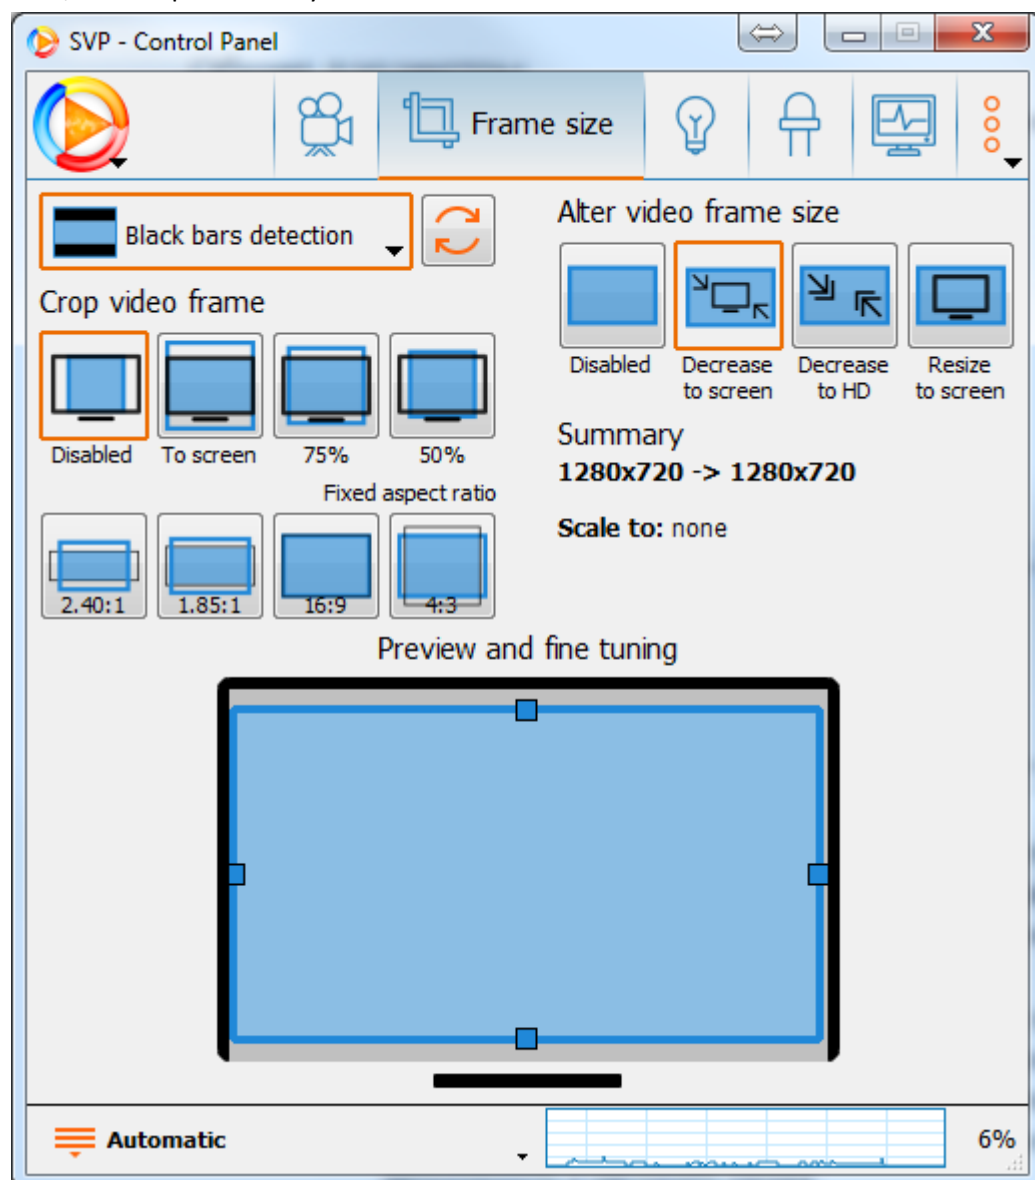 SVP - Control Panel
Frame size
Black bars detection
Crop video frame
Disabled
To screen
75%
50%
Fixed aspect ratio
2.40:1
1.85:1
16:9
4:3
Alter video frame size
Disabled
Decrease
to screen
Decrease
to HD
Resize
to screen
Summary
1280x720 -> 1280x720
Scale to: none
Preview and fine tuning
Automatic
6%